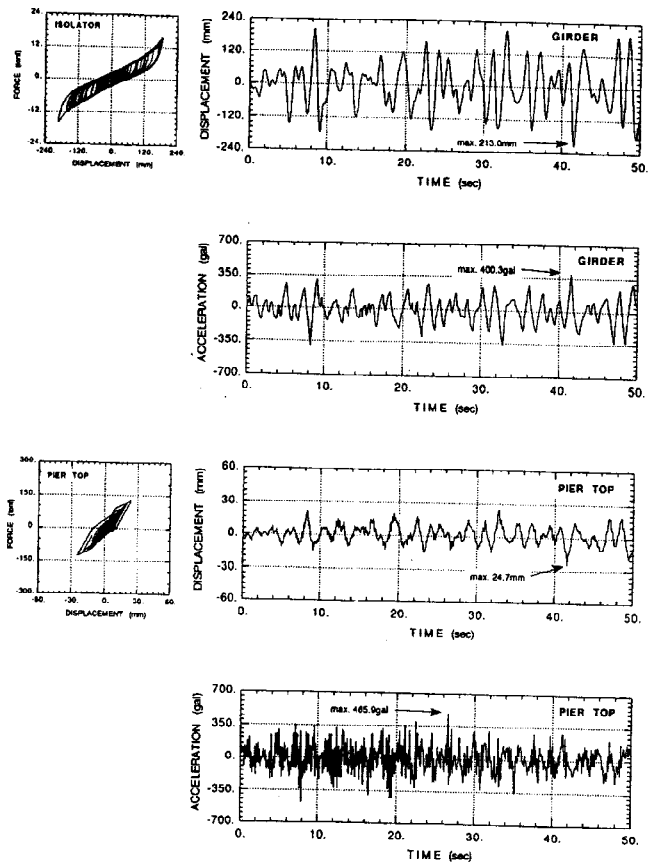 ISOLATOR
FORCE (tonf)
24.
12.
0.
-12.
-24.
-240.
-120.
0.
120.
240.
DISPLACEMENT (mm)
GIRDER
DISPLACEMENT (mm)
240.
120.
0.
-120.
-240.
max. 213.0mm
0.
10.
20.
30.
40.
50.
TIME (sec)
GIRDER
ACCELERATION (gal)
700.
350.
0.
-350.
-700.
max. 400.3gal
0.
10.
20.
30.
40.
50.
TIME (sec)
PIER TOP
FORCE (tonf)
300.
150.
0.
-150.
-300.
-60.
-30.
0.
30.
60.
DISPLACEMENT (mm)
PIER TOP
DISPLACEMENT (mm)
60.
30.
0.
-30.
-60.
max. 24.7mm
0.
10.
20.
30.
40.
50.
TIME (sec)
PIER TOP
ACCELERATION (gal)
700.
350.
0.
-350.
-700.
max. 465.9gal
0.
10.
20.
30.
40.
50.
TIME (sec)